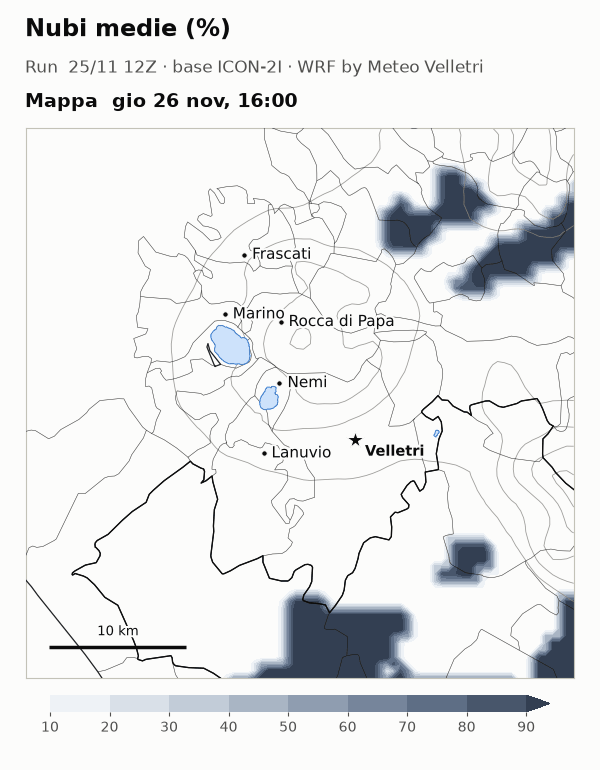 Nubi medie (%)
Run 25/11 12Z · base ICON-2I · WRF by Meteo Velletri
Mappa gio 26 nov, 16:00
Frascati
Marino
Rocca di Papa
Nemi
Velletri
Lanuvio
10 km
10 20 30 40 50 60 70 80 90